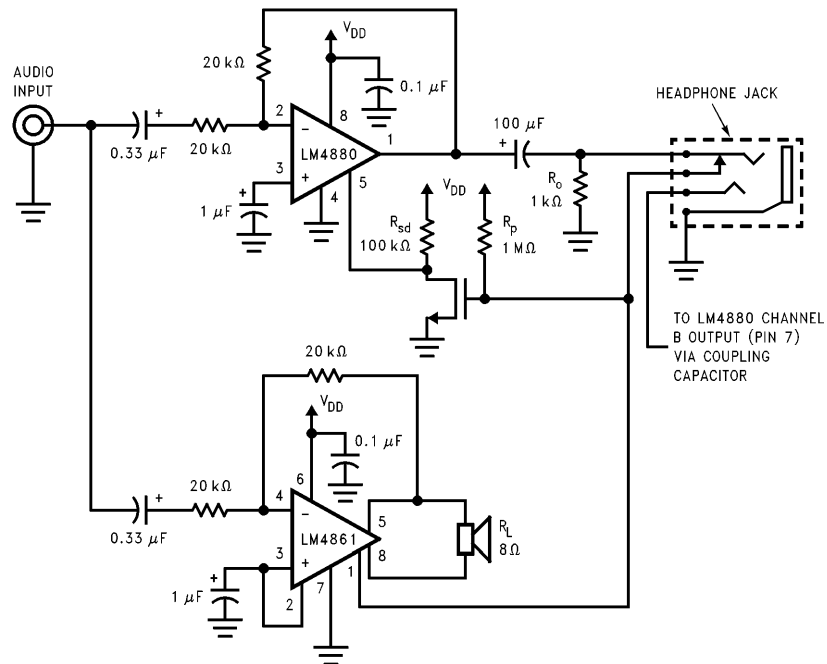 AUDIO
INPUT
0.33 μF
+
20 kΩ
20 kΩ
V_DD
0.1 μF
2
−
8
LM4880
1
3
+
5
4
+
1 μF
100 μF
+
HEADPHONE JACK
R_o
1 kΩ
V_DD
R_sd
100 kΩ
R_p
1 MΩ
TO LM4880 CHANNEL
B OUTPUT (PIN 7)
VIA COUPLING
CAPACITOR
20 kΩ
V_DD
0.1 μF
0.33 μF
+
20 kΩ
4
−
6
LM4861
5
8
3
+
1
7
2
+
1 μF
R_L
8Ω